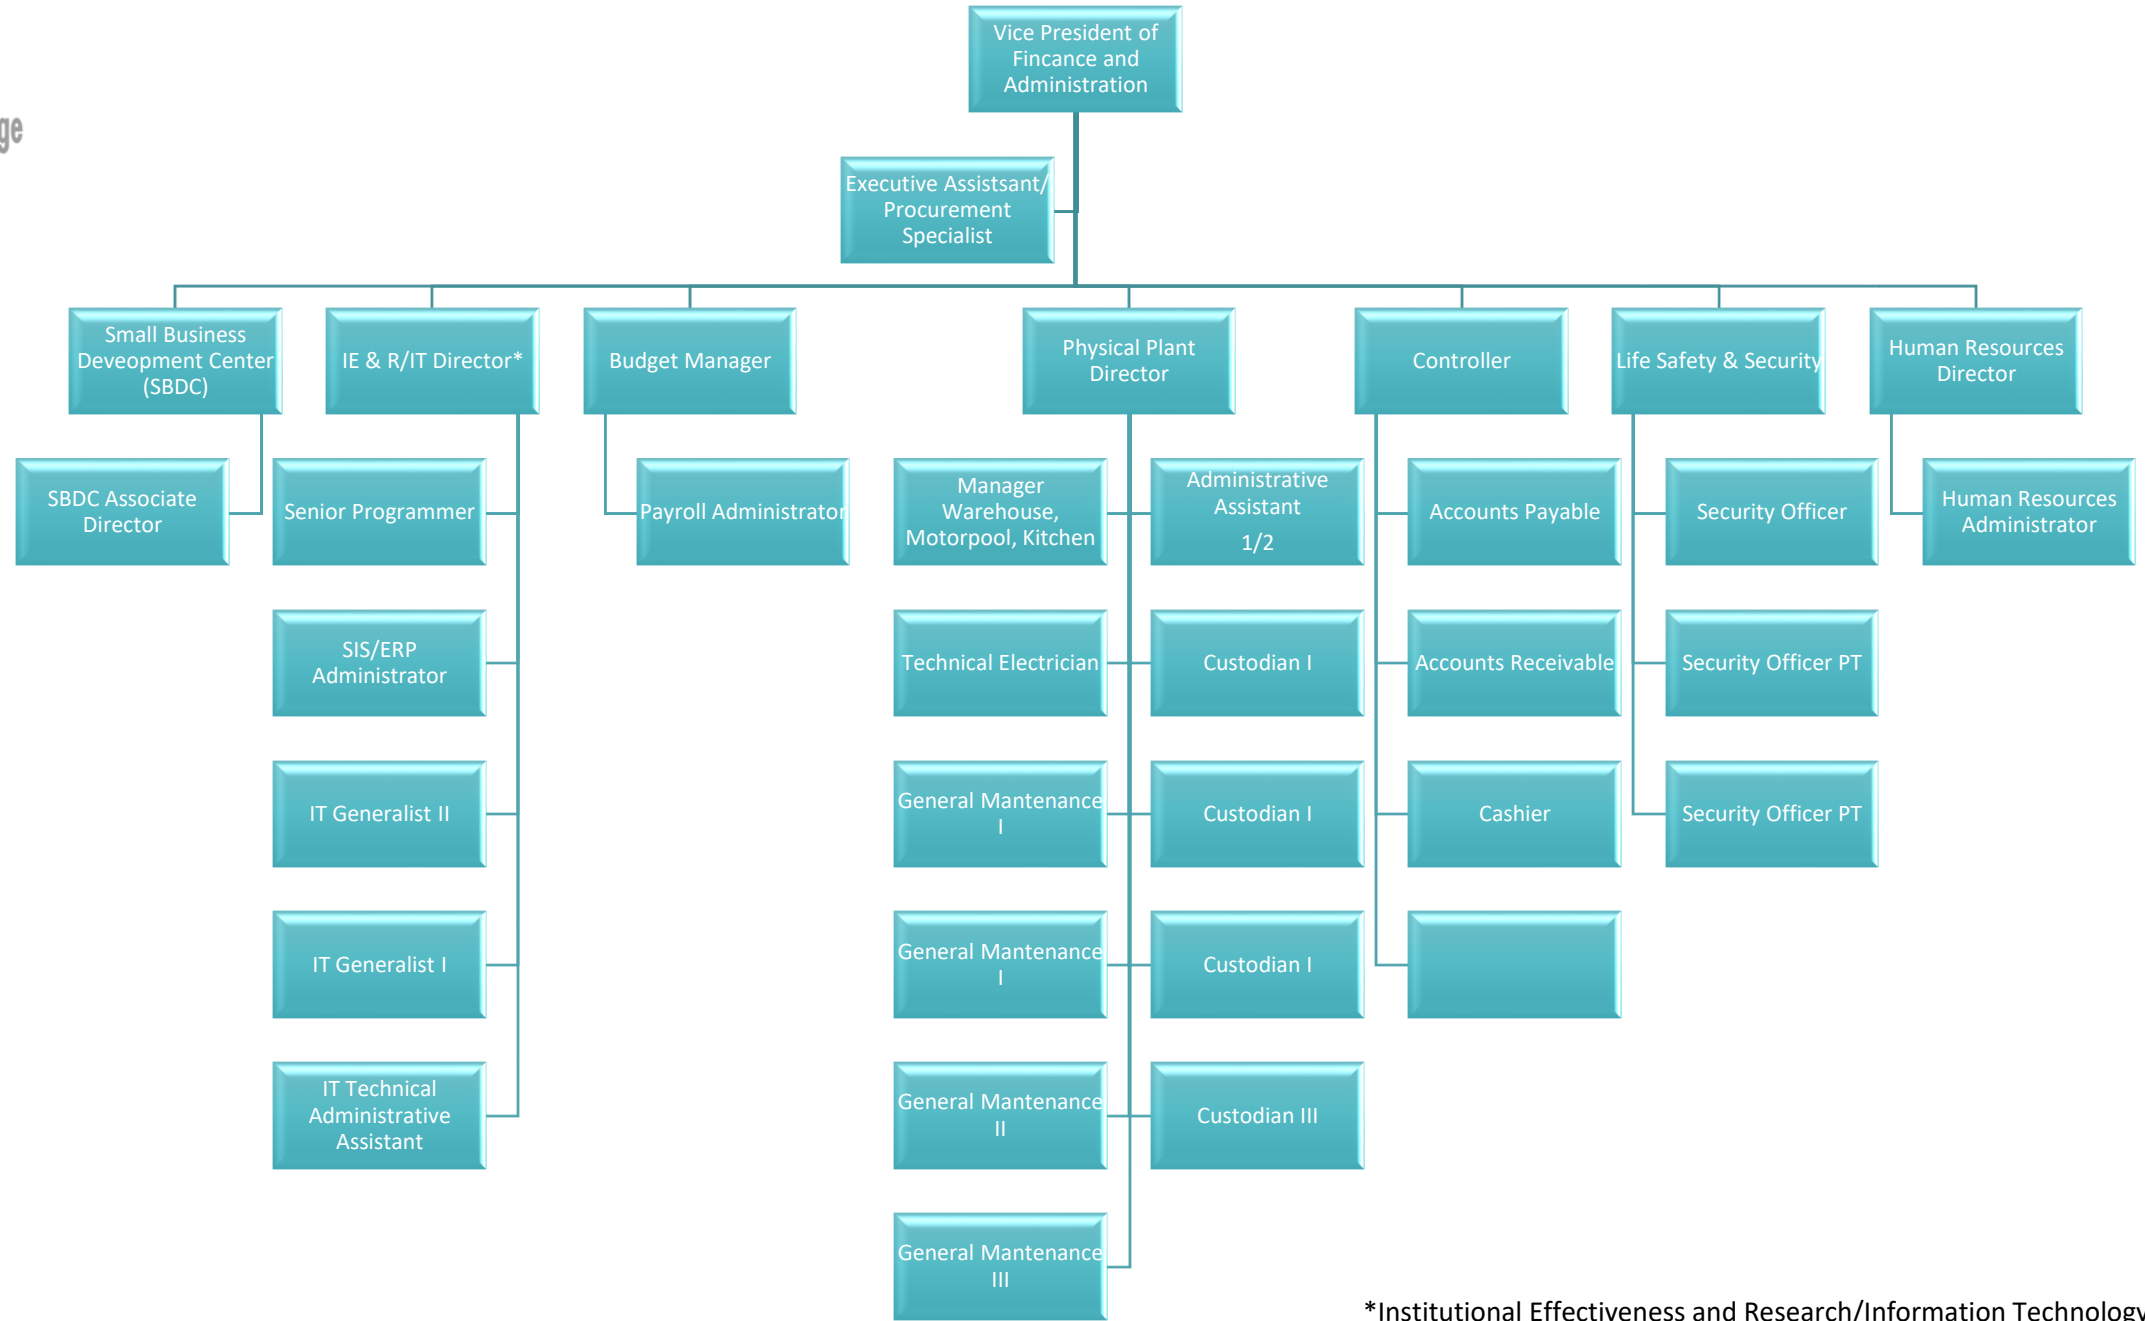 Vice President of
Fincance and
Administration
ge
Executive Assistsant/
Procurement
Specialist
Small Business
Deveopment Center
(SBDC)
IE & R/IT Director*
Budget Manager
Physical Plant
Director
Controller
Life Safety & Security
Human Resources
Director
SBDC Associate
Director
Senior Programmer
Payroll Administrator
Manager
Warehouse,
Motorpool, Kitchen
Administrative
Assistant
1/2
Accounts Payable
Security Officer
Human Resources
Administrator
SIS/ERP
Administrator
Technical Electrician
Custodian I
Accounts Receivable
Security Officer PT
IT Generalist II
General Mantenance
I
Custodian I
Cashier
Security Officer PT
IT Generalist I
General Mantenance
I
Custodian I
IT Technical
Administrative
Assistant
General Mantenance
II
Custodian III
General Mantenance
III
*Institutional Effectiveness and Research/Information Technology